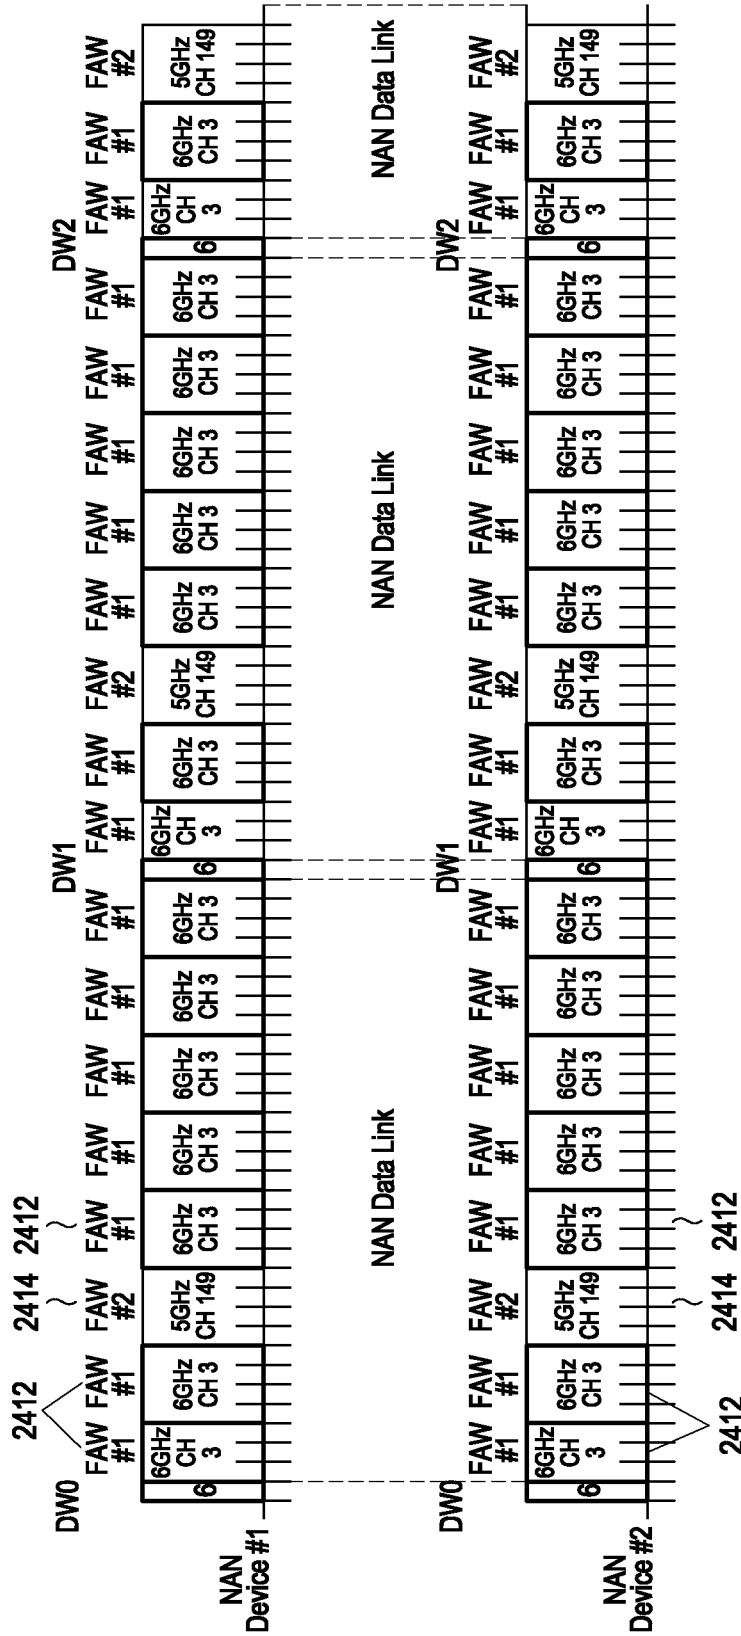 2412
2414
2412
DW0
DW1
DW2
FAW
#1
FAW
#1
FAW
#2
FAW
#1
FAW
#1
FAW
#1
FAW
#1
FAW
#1
FAW
#1
FAW
#1
FAW
#2
FAW
#1
FAW
#1
FAW
#1
FAW
#1
FAW
#1
FAW
#1
FAW
#1
FAW
#2
NAN
Device #1
6
6GHz
CH
3
6GHz
CH 3
5GHz
CH 149
6GHz
CH 3
6GHz
CH 3
6GHz
CH 3
6GHz
CH 3
6GHz
CH 3
6
6GHz
CH
3
6GHz
CH 3
5GHz
CH 149
6GHz
CH 3
6GHz
CH 3
6GHz
CH 3
6GHz
CH 3
6GHz
CH 3
6
6GHz
CH
3
6GHz
CH 3
5GHz
CH 149
NAN Data Link
NAN Data Link
NAN Data Link
DW0
DW1
DW2
FAW
#1
FAW
#1
FAW
#2
FAW
#1
FAW
#1
FAW
#1
FAW
#1
FAW
#1
FAW
#1
FAW
#1
FAW
#2
FAW
#1
FAW
#1
FAW
#1
FAW
#1
FAW
#1
FAW
#1
FAW
#1
FAW
#2
NAN
Device #2
6
6GHz
CH
3
6GHz
CH 3
5GHz
CH 149
6GHz
CH 3
6GHz
CH 3
6GHz
CH 3
6GHz
CH 3
6GHz
CH 3
6
6GHz
CH
3
6GHz
CH 3
5GHz
CH 149
6GHz
CH 3
6GHz
CH 3
6GHz
CH 3
6GHz
CH 3
6GHz
CH 3
6
6GHz
CH
3
6GHz
CH 3
5GHz
CH 149
2412
2414
2412